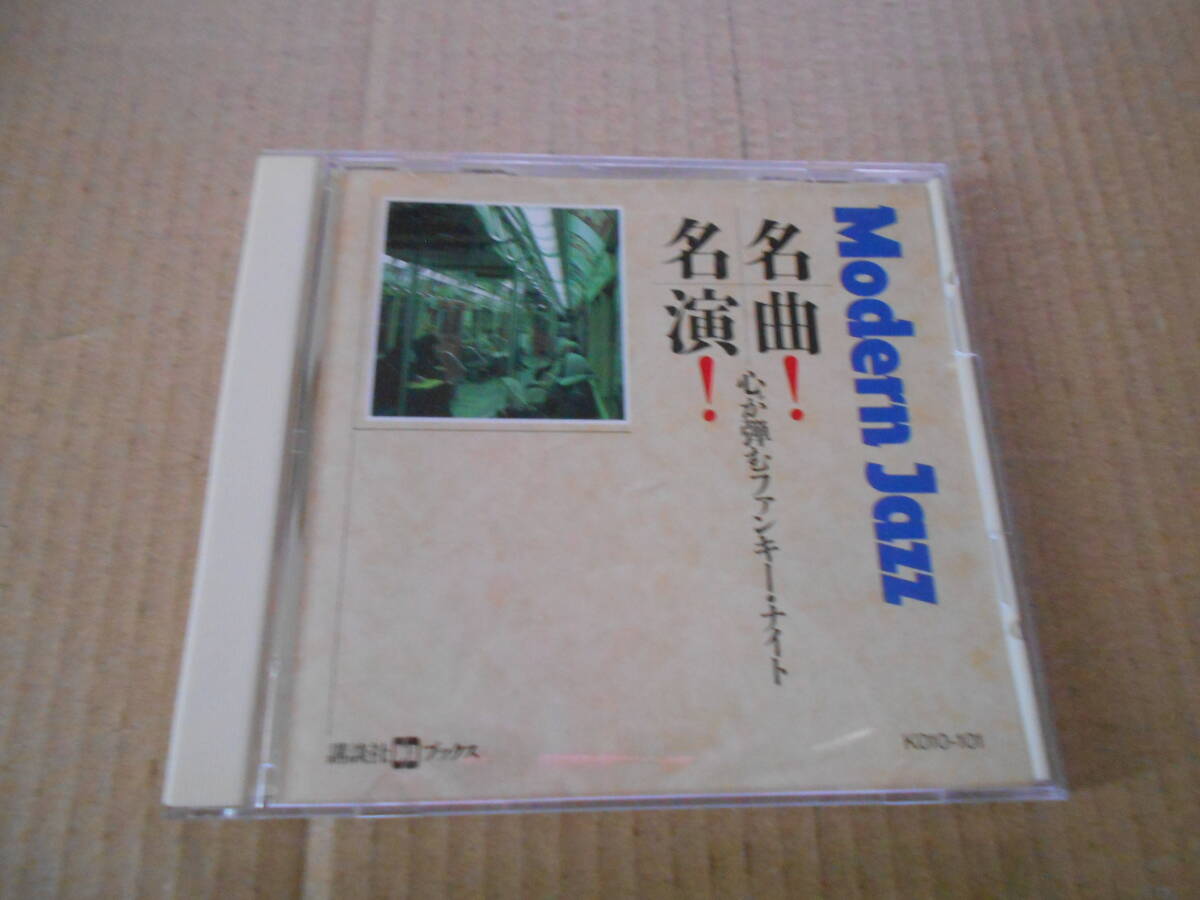 Modern Jazz
名曲!
名演!
心が弾むファンキー・ナイト
講談社
ブックス
K010-101